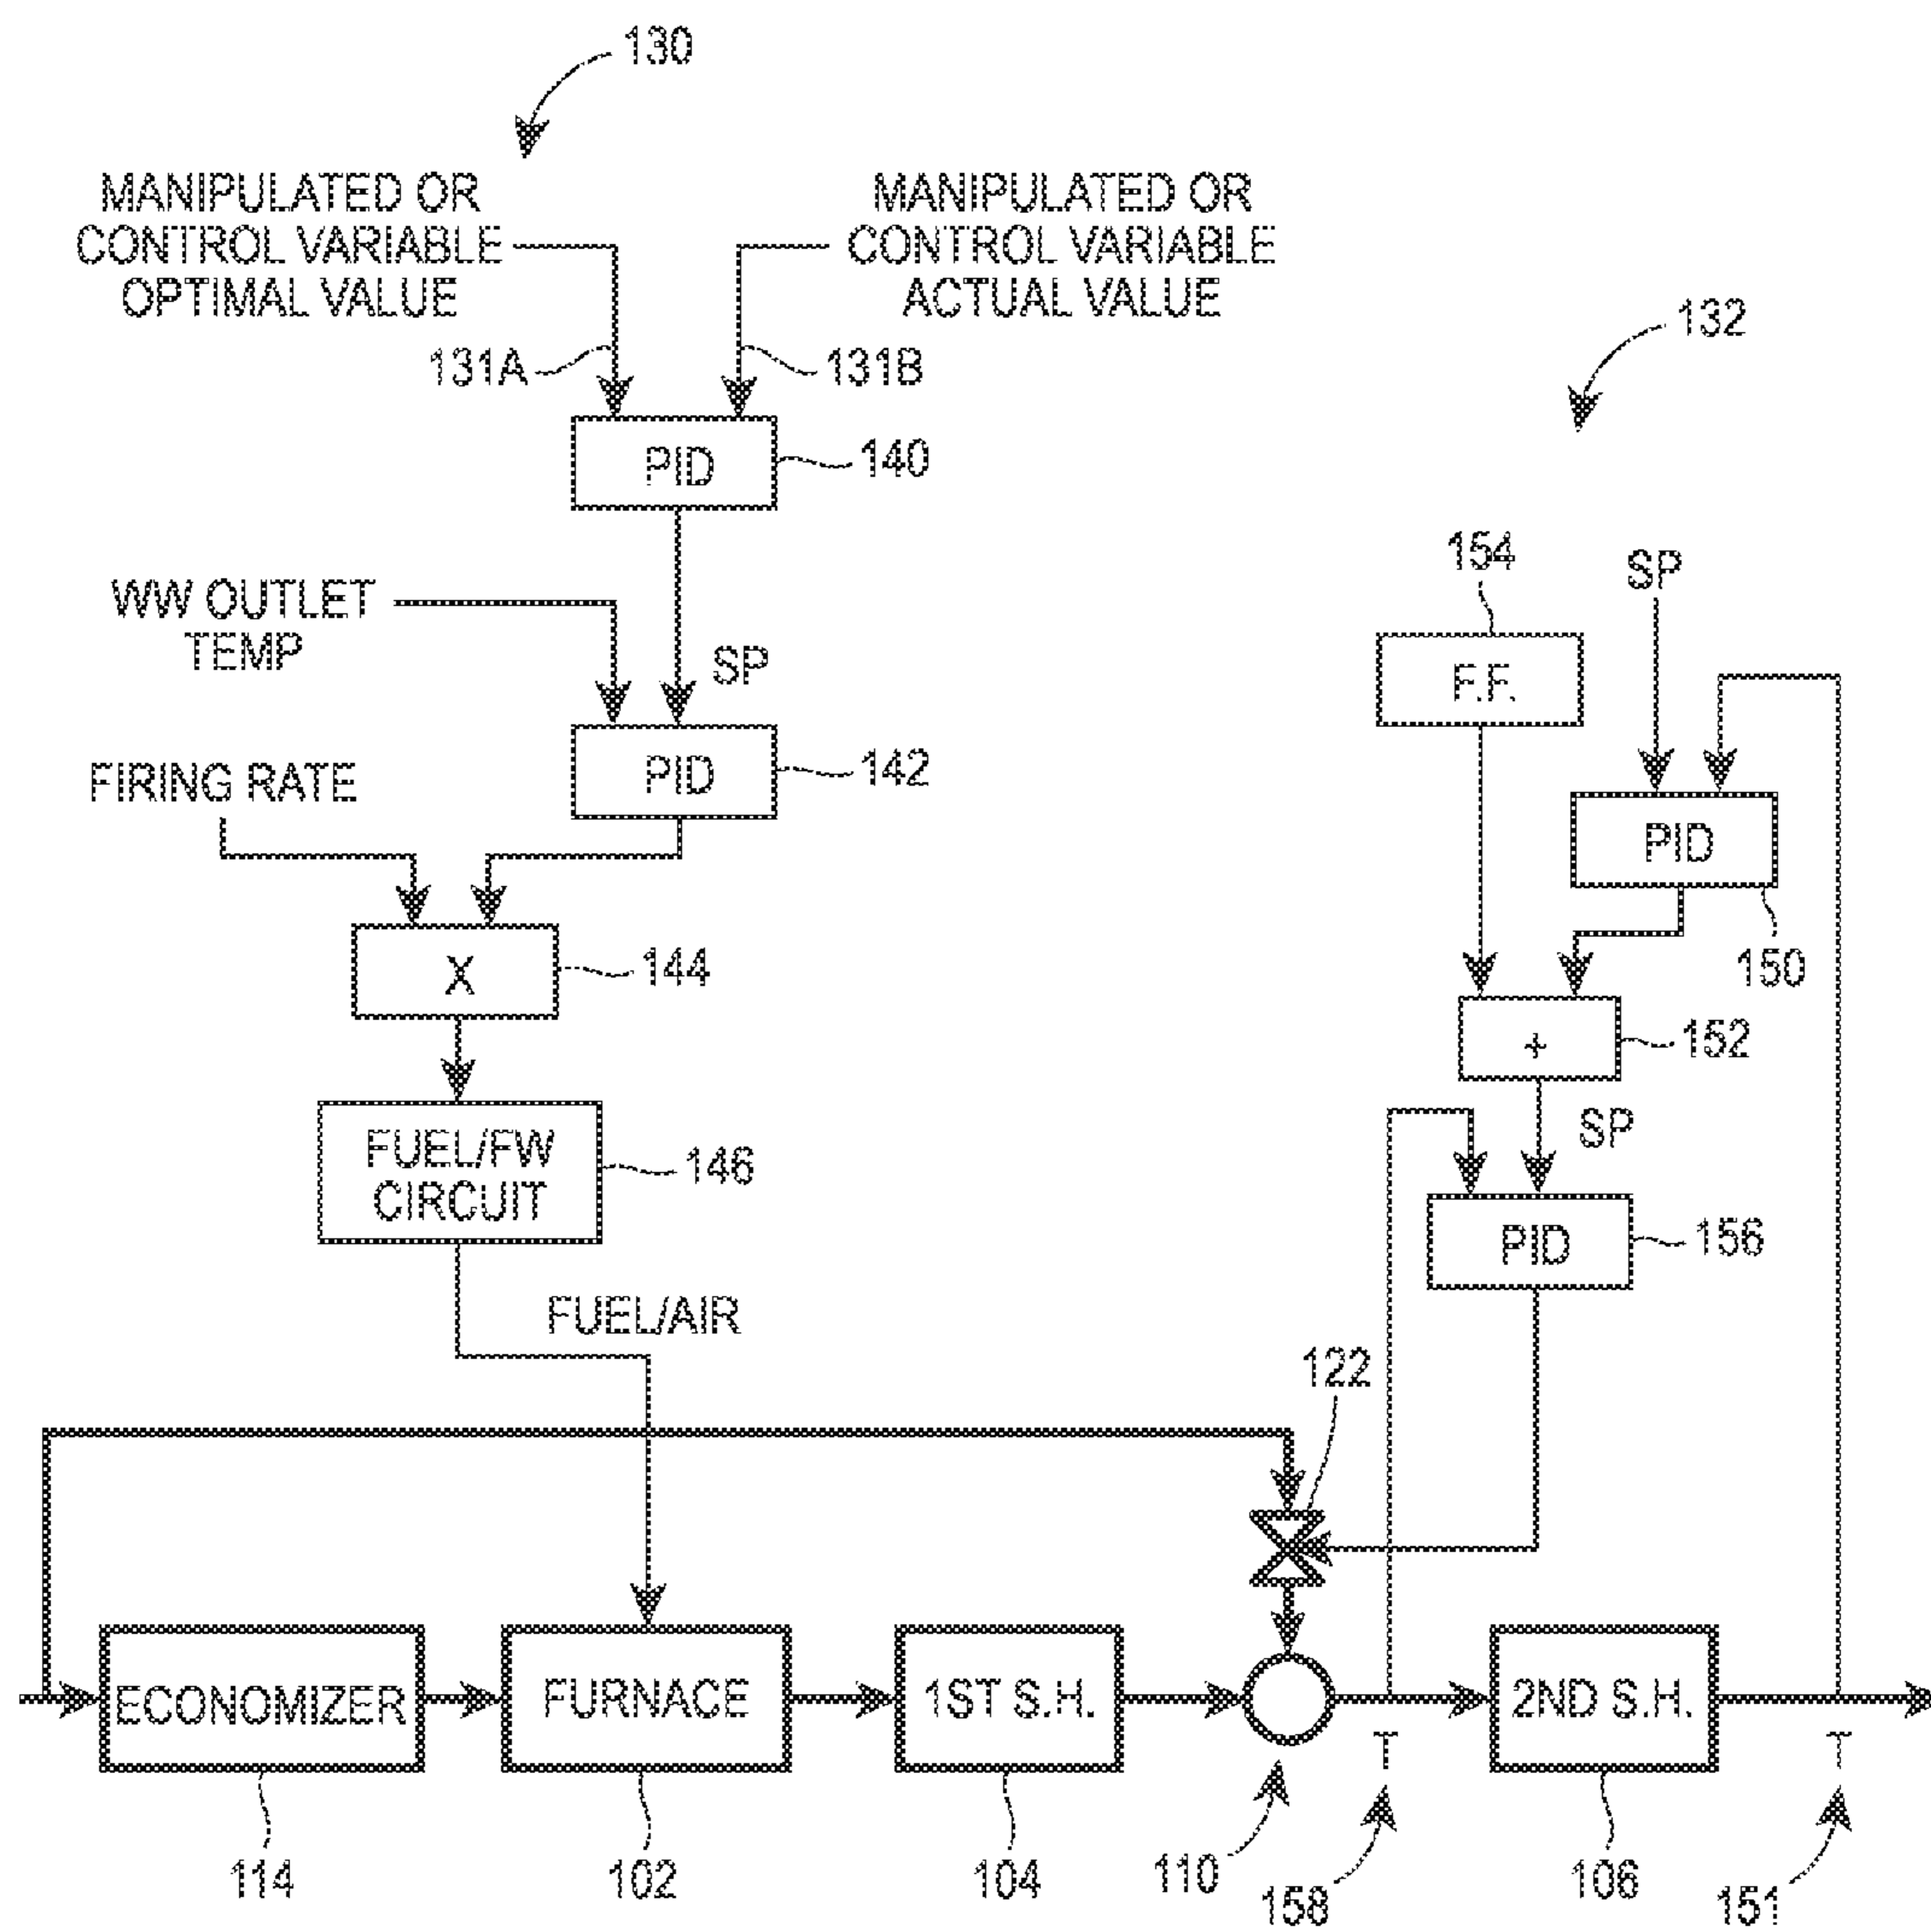 130
MANIPULATED OR
CONTROL VARIABLE
OPTIMAL VALUE
MANIPULATED OR
CONTROL VARIABLE
ACTUAL VALUE
132
131A
131B
PID
140
154
SP
WW OUTLET
TEMP
SP
F.F.
FIRING RATE
PID
142
PID
150
X
144
+
152
SP
FUEL/FW
CIRCUIT
146
PID
156
FUEL/AIR
122
ECONOMIZER
FURNACE
1ST S.H.
2ND S.H.
T
T
114
102
104
110
158
106
151